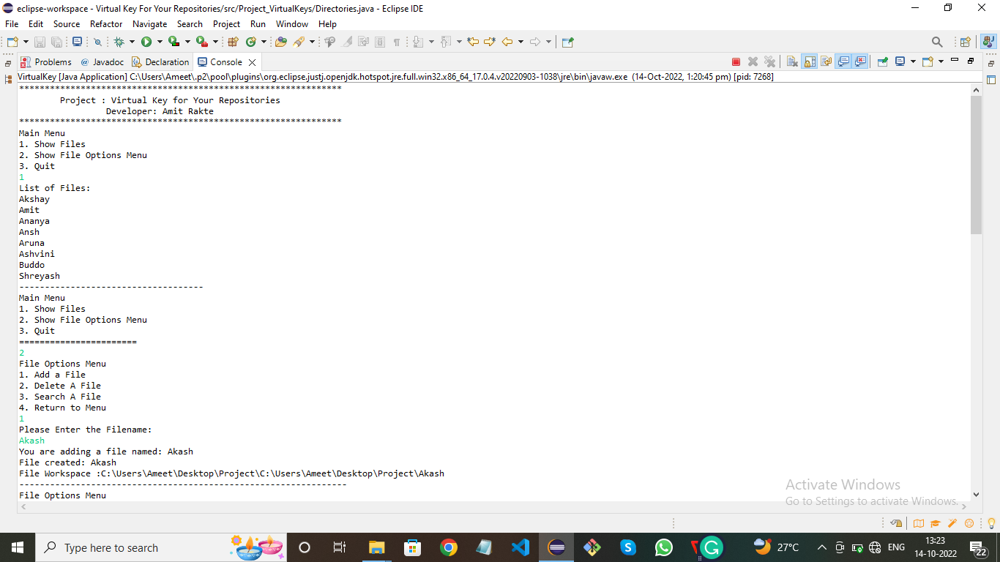 eclipse-workspace - Virtual Key For Your Repositories/src/Project_VirtualKeys/Directories.java - Eclipse IDE
File Edit Source Refactor Navigate Search Project Run Window Help
Problems @ Javadoc Declaration Console
VirtualKey [Java Application] C:\Users\Ameet\.p2\pool\plugins\org.eclipse.justj.openjdk.hotspot.jre.full.win32.x86_64_17.0.4.v20220903-1038\jre\bin\javaw.exe (14-Oct-2022, 1:20:45 pm) [pid: 7268]
***************************************************************
Project : Virtual Key for Your Repositories
Developer: Amit Rakte
***************************************************************
Main Menu
1. Show Files
2. Show File Options Menu
3. Quit
1
List of Files:
Akshay
Amit
Ananya
Ansh
Aruna
Ashvini
Buddo
Shreyash
------------------------------------
Main Menu
1. Show Files
2. Show File Options Menu
3. Quit
=======================
2
File Options Menu
1. Add a File
2. Delete A File
3. Search A File
4. Return to Menu
1
Please Enter the Filename:
Akash
You are adding a file named: Akash
File created: Akash
File Workspace :C:\Users\Ameet\Desktop\Project\C:\Users\Ameet\Desktop\Project\Akash
----------------------------------------------------------------
File Options Menu
Activate Windows
Go to Settings to activate Windows.
Type here to search
27°C
ENG
13:23
14-10-2022
22